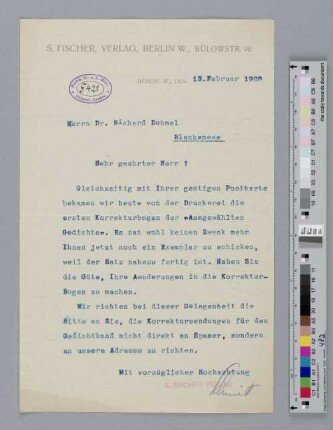 S. FISCHER, VERLAG, BERLIN W., BÜLOWSTR. 90
BERLIN W., DEN 13.Februar 1908
Herrn Dr. Richard Dehmel
Blankenese
Sehr geehrter Herr !
Gleichzeitig mit Ihrer gestrigen Postkarte
bekamen wir heute von der Druckerei die
ersten Korrekturbogen der »Ausgewählten
Gedichte«. Es hat wohl keinen Zweck mehr
Ihnen jetzt noch ein Exemplar zu schicken,
weil der Satz nahezu fertig ist. Haben Sie
die Güte, Ihre Aenderungen in die Korrektur-
Bogen zu machen.
Wir richten bei dieser Gelegenheit die
Bitte an Sie, die Korrektursendungen für den
Gedichtband nicht direkt an Spamer, sondern
an unsere Adresse zu richten.
Mit vorzüglicher Hochachtung
S. FISCHER VERLAG